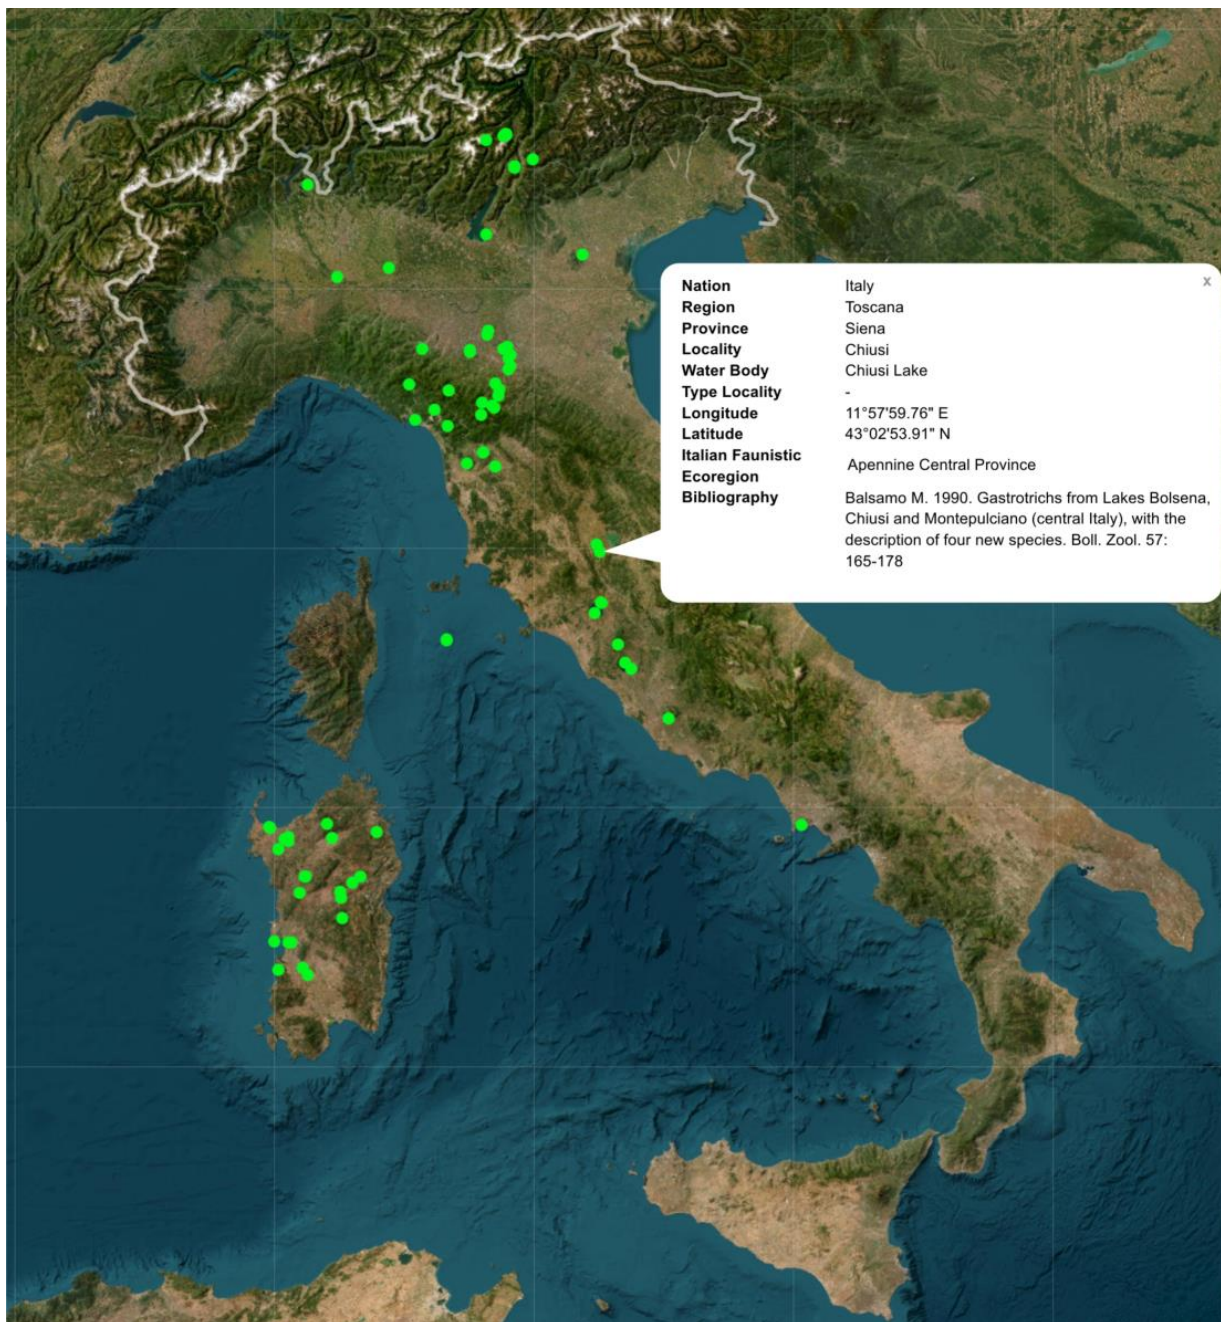 x
Nation Italy
Region Toscana
Province Siena
Locality Chiusi
Water Body Chiusi Lake
Type Locality -
Longitude 11°57'59.76" E
Latitude 43°02'53.91" N
Italian Faunistic
Ecoregion
Apennine Central Province
Bibliography Balsamo M. 1990. Gastrotrichs from Lakes Bolsena,
Chiusi and Montepulciano (central Italy), with the
description of four new species. Boll. Zool. 57:
165-178